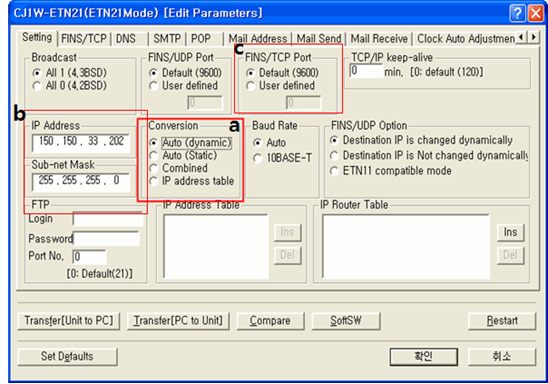 CJ1W-ETN21(ETN21Mode) [Edit Parameters]
Setting FINS/TCP DNS SMTP POP Mail Address Mail Send Mail Receive Clock Auto Adjustmen
Broadcast
All 1 (4,3BSD)
All 0 (4,2BSD)
FINS/UDP Port
Default (9600)
User defined
0
c
FINS/TCP Port
Default (9600)
User defined
0
TCP/IP keep-alive
0 min, [0: default (120)]
b
IP Address
150 , 150 , 33 , 202
Sub-net Mask
255 , 255 , 255 , 0
a
Conversion
Auto (dynamic)
Auto (Static)
Combined
IP address table
Baud Rate
Auto
10BASE-T
FINS/UDP Option
Destination IP is changed dynamically
Destination IP is Not changed dynamically
ETN11 compatible mode
FTP
Login
Password
Port No, 0
[0: Default(21)]
IP Address Table
Ins
Del
IP Router Table
Ins
Del
Transfer[Unit to PC] Transfer[PC to Unit] Compare SoftSW Restart
Set Defaults 확인 취소